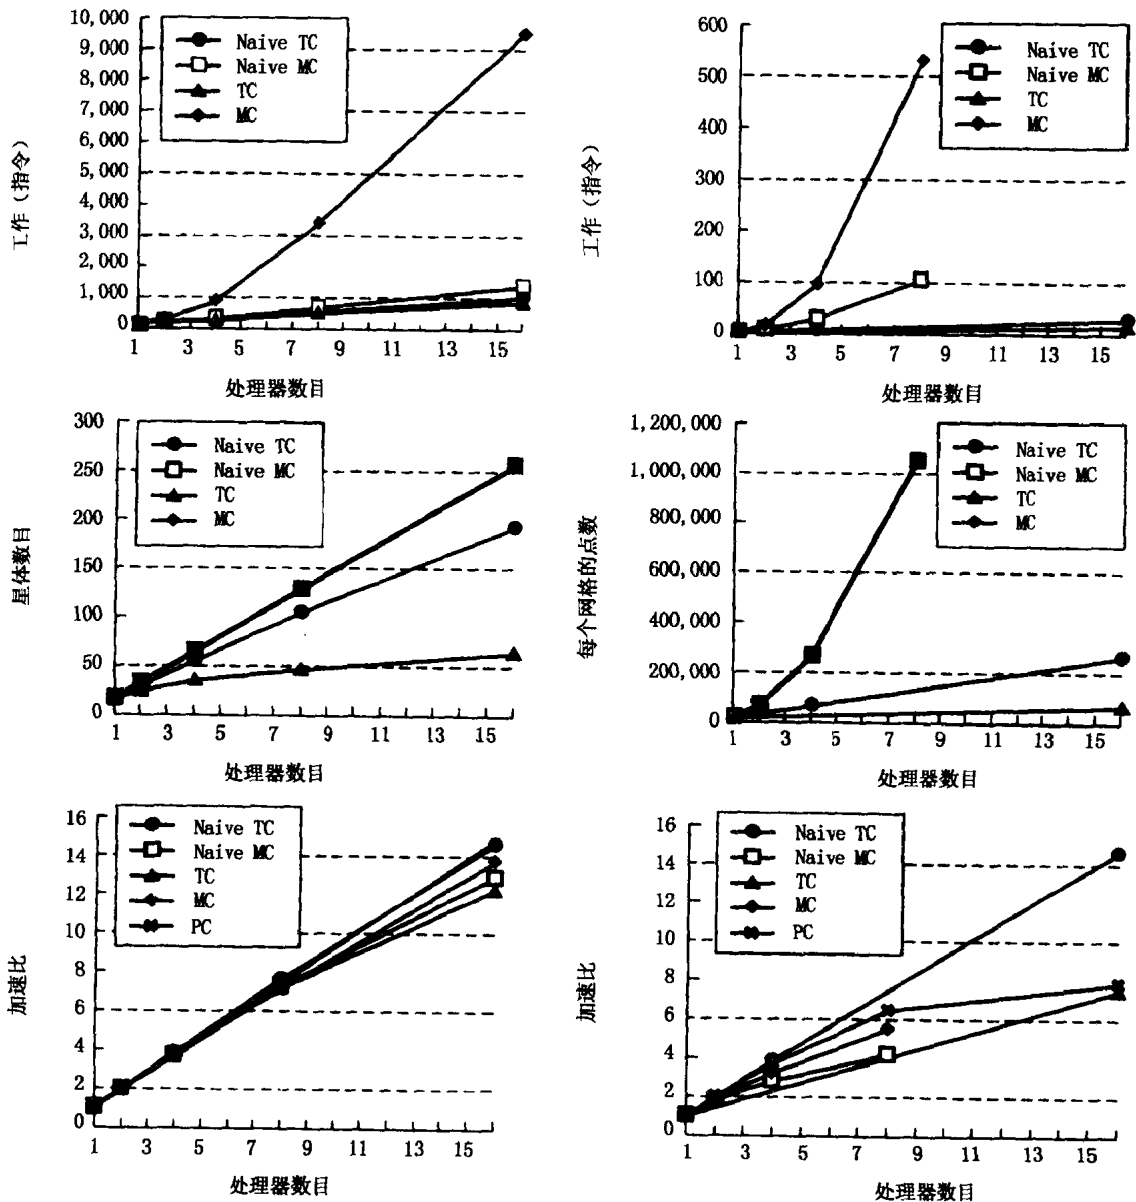 10,000
9,000
8,000
7,000
6,000
5,000
4,000
3,000
2,000
1,000
0
工作（指令）
Naive TC
Naive MC
TC
MC
1 3 5 7 9 11 13 15
处理器数目
600
500
400
300
200
100
0
工作（指令）
Naive TC
Naive MC
TC
MC
1 3 5 7 9 11 13 15
处理器数目
300
250
200
150
100
50
0
星体数目
Naive TC
Naive MC
TC
MC
1 3 5 7 9 11 13 15
处理器数目
1,200,000
1,000,000
800,000
600,000
400,000
200,000
0
每个网格的点数
Naive TC
Naive MC
TC
MC
1 3 5 7 9 11 13 15
处理器数目
16
14
12
10
8
6
4
2
0
加速比
Naive TC
Naive MC
TC
MC
PC
1 3 5 7 9 11 13 15
处理器数目
16
14
12
10
8
6
4
2
0
加速比
Naive TC
Naive MC
TC
MC
PC
1 3 5 7 9 11 13 15
处理器数目